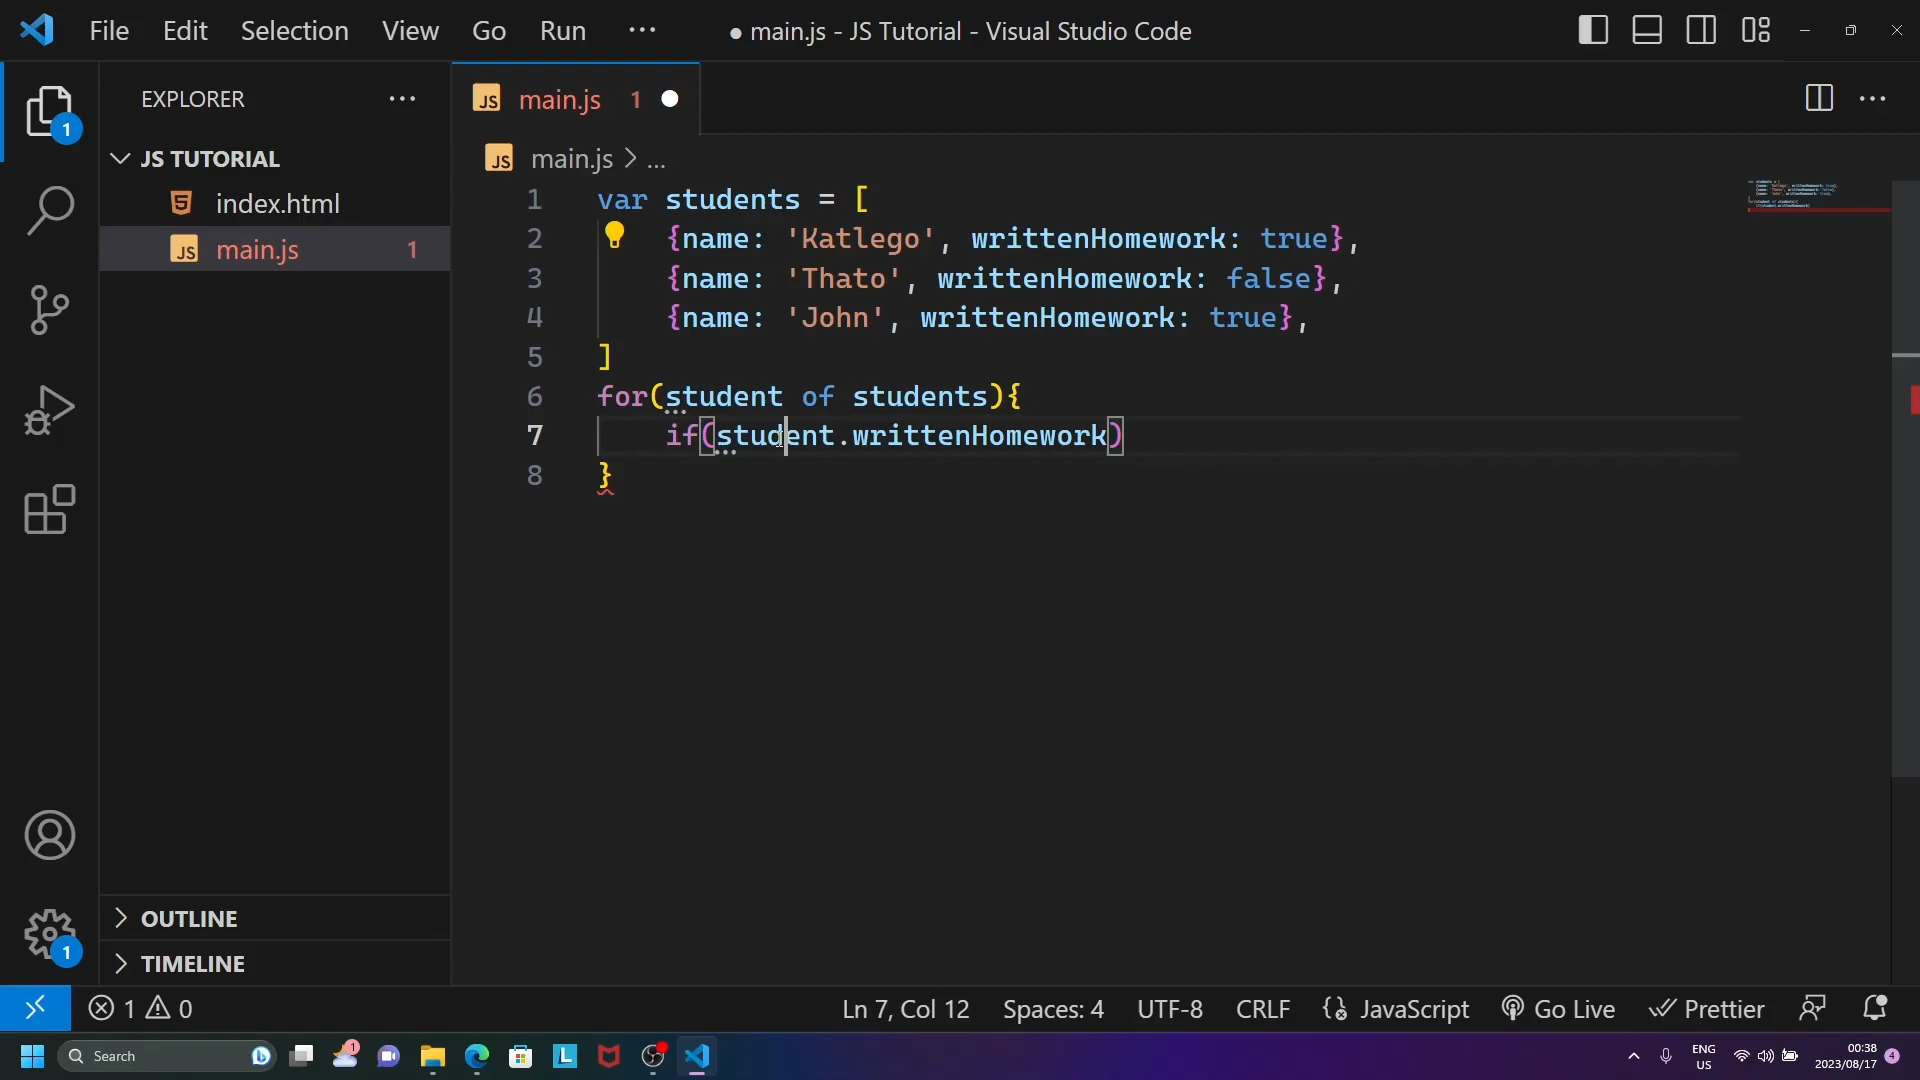 File Edit Selection View Go Run ··· ● main.js - JS Tutorial - Visual Studio Code
EXPLORER ···
main.js 1
JS TUTORIAL
main.js > ...
index.html
main.js 1
1 var students = [
2 {name: 'Katlego', writtenHomework: true},
3 {name: 'Thato', writtenHomework: false},
4 {name: 'John', writtenHomework: true},
5 ]
6 for(student of students){
7 if(student.writtenHomework)
8 }
1
1
OUTLINE
TIMELINE
1 0 Ln 7, Col 12 Spaces: 4 UTF-8 CRLF JavaScript Go Live Prettier
Search
1
L
ENG
US
00:38
2023/08/17
4